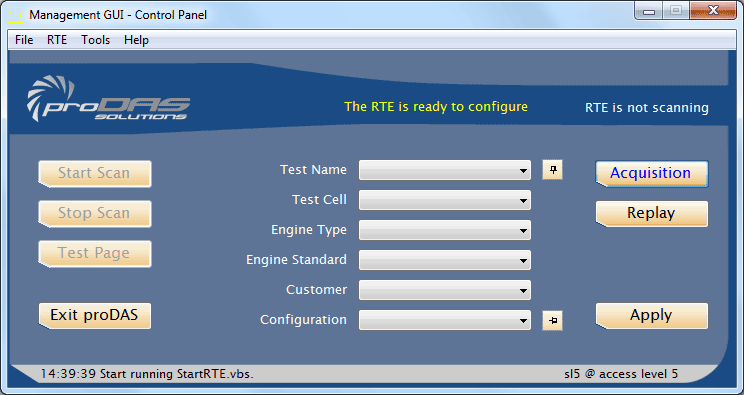 Management GUI - Control Panel
File RTE Tools Help
proDAS
SOLUTIONS
The RTE is ready to configure
RTE is not scanning
Start Scan
Stop Scan
Test Page
Exit proDAS
Test Name
Test Cell
Engine Type
Engine Standard
Customer
Configuration
Acquisition
Replay
Apply
14:39:39 Start running StartRTE.vbs.
sl5 @ access level 5